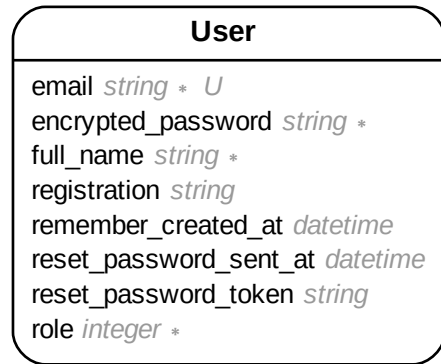 User
email string * U
encrypted_password string *
full_name string *
registration string
remember_created_at datetime
reset_password_sent_at datetime
reset_password_token string
role integer *